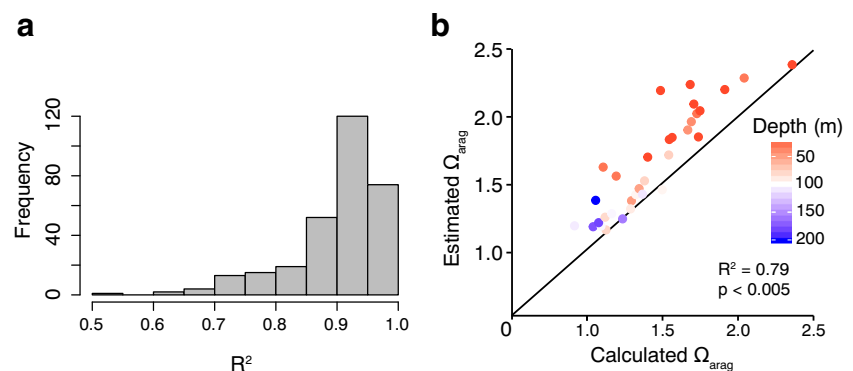 a
Frequency
120
80
40
0
0.5 0.6 0.7 0.8 0.9 1.0
R²
b
2.5
2.0
1.5
1.0
Estimated Ωarag
Depth (m)
50
100
150
200
R² = 0.79
p < 0.005
0 1.0 1.5 2.0 2.5
Calculated Ωarag